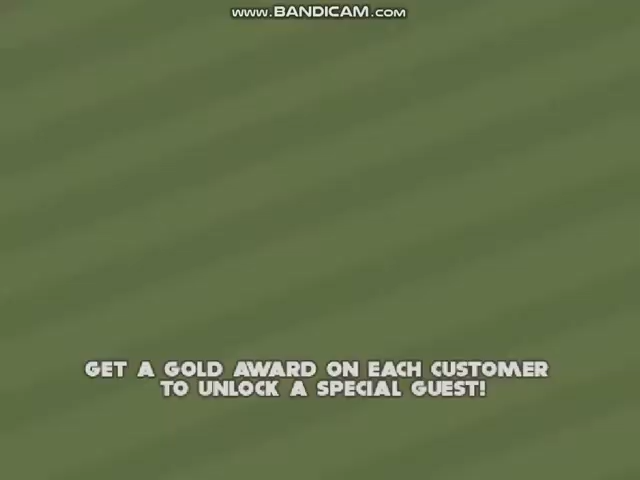 www.BANDICAM.com
GET A GOLD AWARD ON EACH CUSTOMER
TO UNLOCK A SPECIAL GUEST!